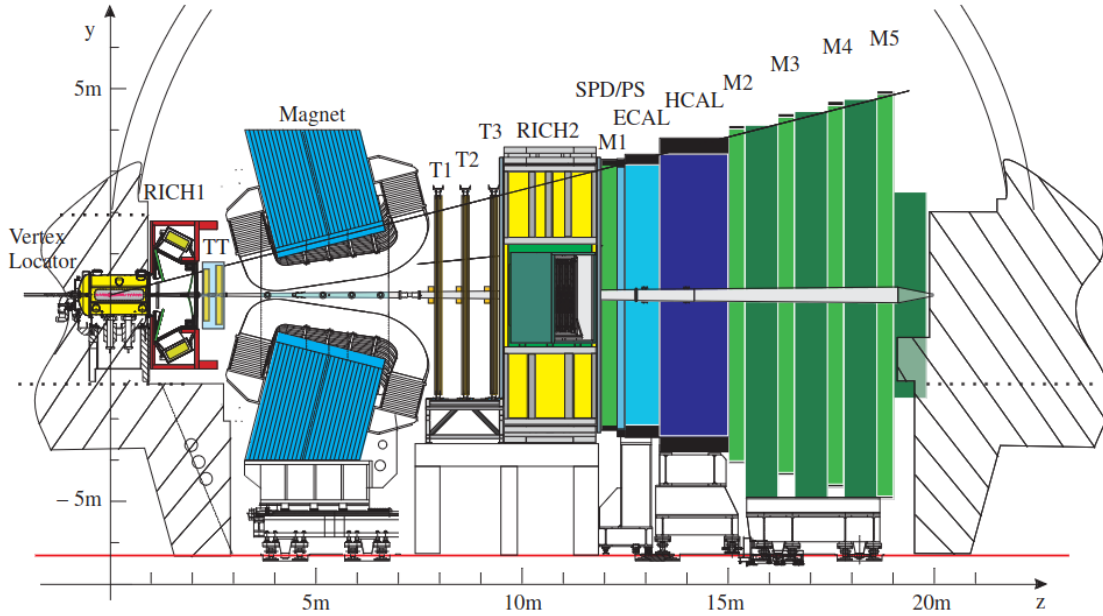 y
5m
M5
M4
M3
M2
HCAL
SPD/PS
ECAL
Magnet
T3
RICH2
M1
T2
T1
RICH1
Vertex
Locator
TT
– 5m
5m
10m
15m
20m
z